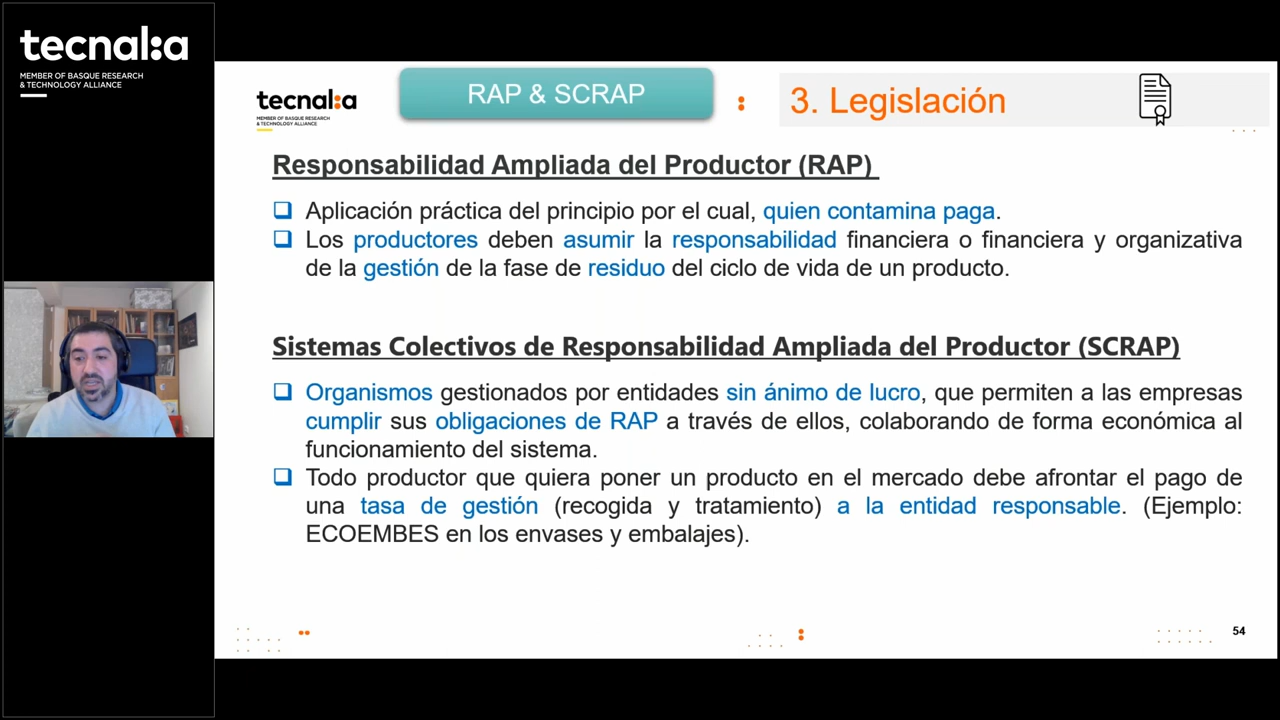 tecnalia
MEMBER OF BASQUE RESEARCH
& TECHNOLOGY ALLIANCE
tecnalia
MEMBER OF BASQUE RESEARCH
& TECHNOLOGY ALLIANCE
RAP & SCRAP
3. Legislación
Responsabilidad Ampliada del Productor (RAP)
Aplicación práctica del principio por el cual, quien contamina paga.
Los productores deben asumir la responsabilidad financiera o financiera y organizativa
de la gestión de la fase de residuo del ciclo de vida de un producto.
Sistemas Colectivos de Responsabilidad Ampliada del Productor (SCRAP)
Organismos gestionados por entidades sin ánimo de lucro, que permiten a las empresas
cumplir sus obligaciones de RAP a través de ellos, colaborando de forma económica al
funcionamiento del sistema.
Todo productor que quiera poner un producto en el mercado debe afrontar el pago de
una tasa de gestión (recogida y tratamiento) a la entidad responsable. (Ejemplo:
ECOEMBES en los envases y embalajes).
54